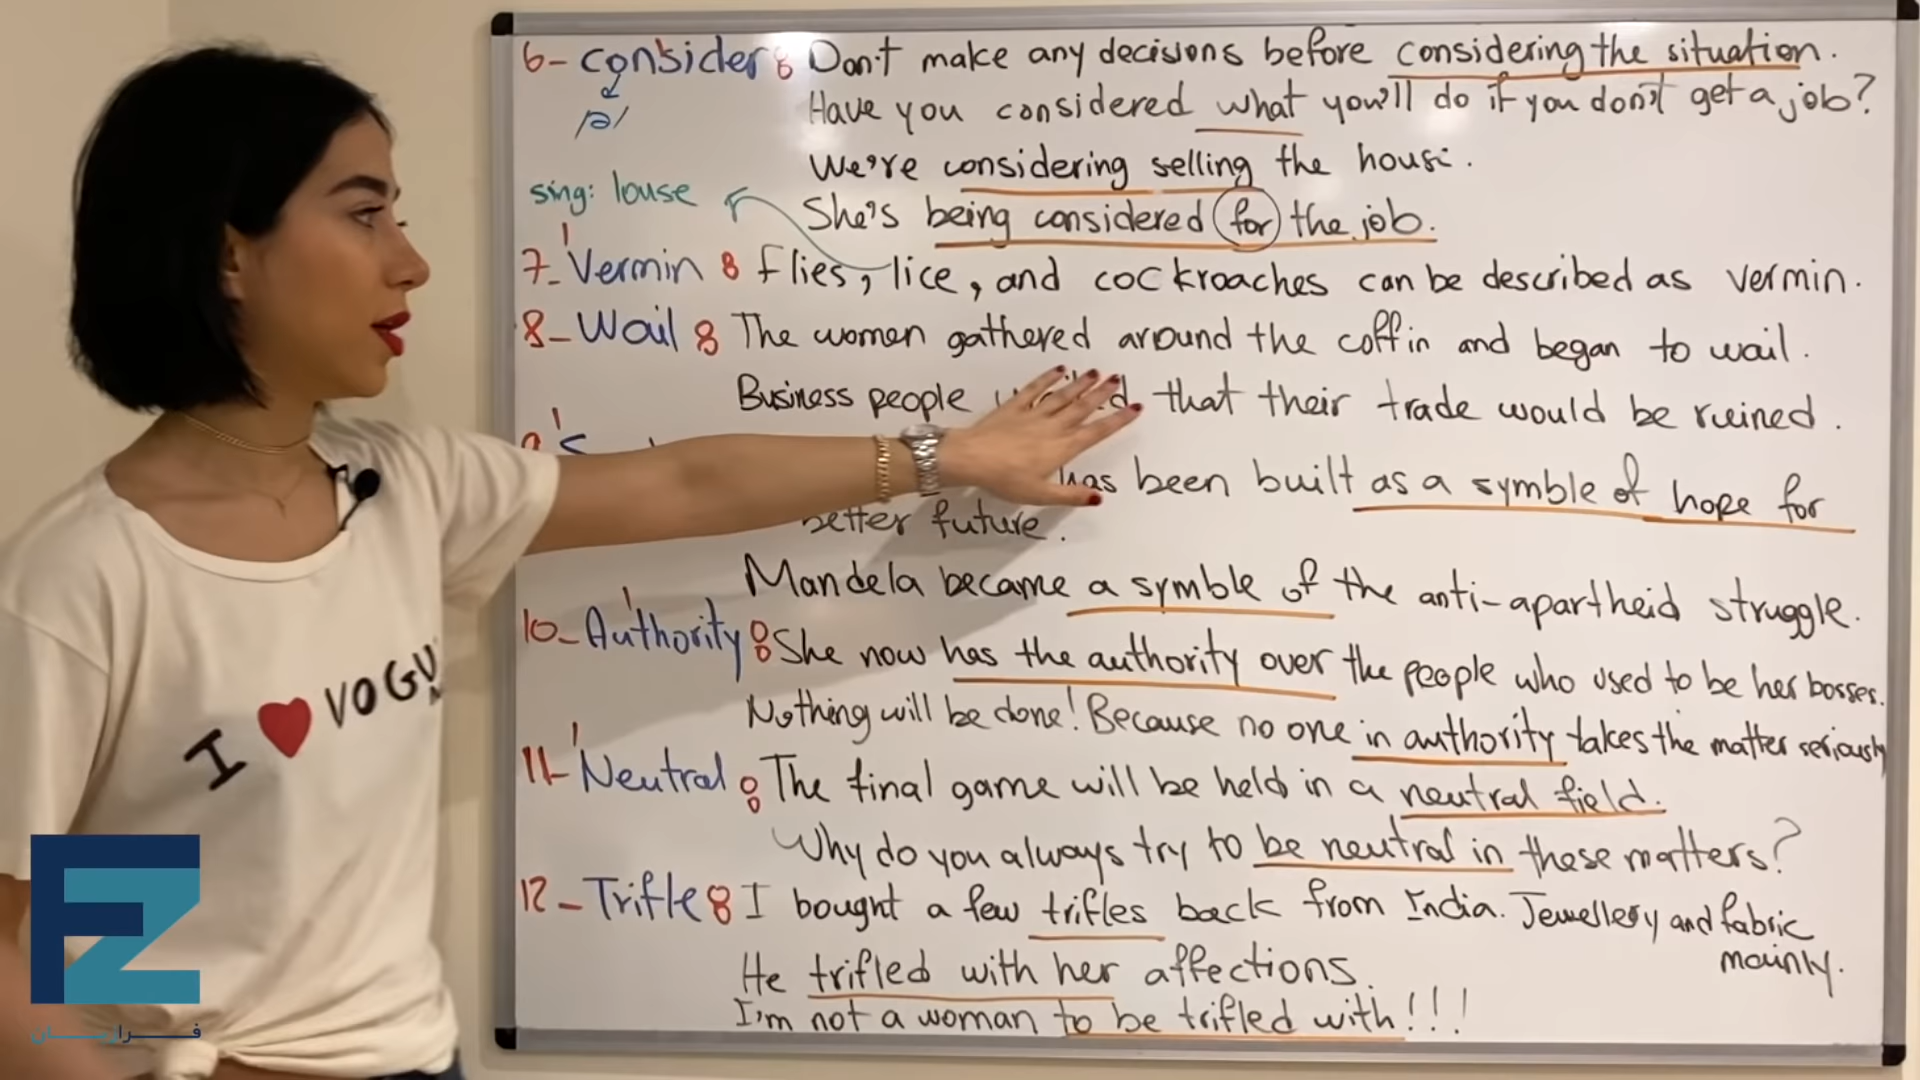 6- Consider: Don't make any decisions before considering the situation.
/ə/ Have you considered what you'll do if you don't get a job?
We're considering selling the house.
sing: louse
She's being considered for the job.
7- Vermin: Flies, lice, and cockroaches can be described as vermin.
8- Wail: The women gathered around the coffin and began to wail.
Business people that their trade would be ruined.
9- has been built as a symble of hope for
better future.
Mandela became a symble of the anti-apartheid struggle.
10- Authority: She now has the authority over the people who used to be her bosses.
Nothing will be done! Because no one in authority takes the matter seriously
11- Neutral: The final game will be held in a neutral field.
Why do you always try to be neutral in these matters?
12- Trifle: I bought a few trifles back from India. Jewellery and fabric
mainly.
He trifled with her affections.
I'm not a woman to be trifled with!!!
I ❤ VOGU
FZ
فرازبان